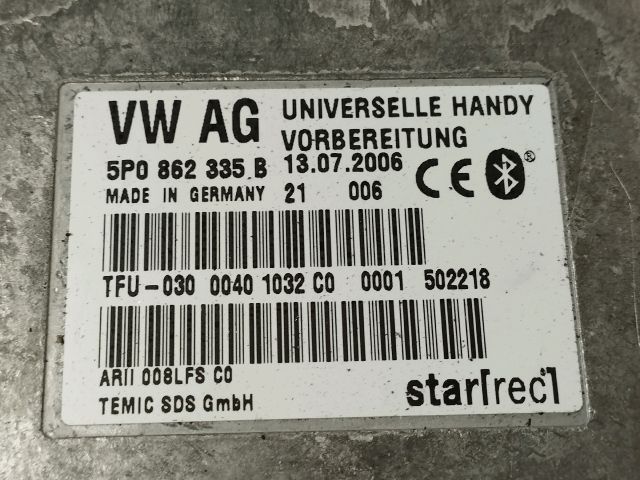 VW AG UNIVERSELLE HANDY
VORBEREITUNG
5P0 862 335 B 13.07.2006
MADE IN GERMANY 21 006
CE
TFU-030 0040 1032 C0 0001 502218
ARII 008LFS C0
TEMIC SDS GmbH
star[rec]